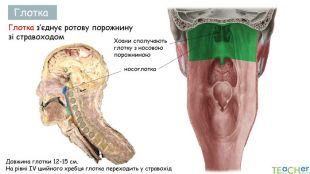 Глотка
Глотка з'єднує ротову порожнину
зі стравоходом
Хоани сполучають
глотку з носовою
порожниною
носоглотка
Довжина глотки 12-15 см.
На рівні IV шийного хребця глотка переходить у стравохід
TEACHER